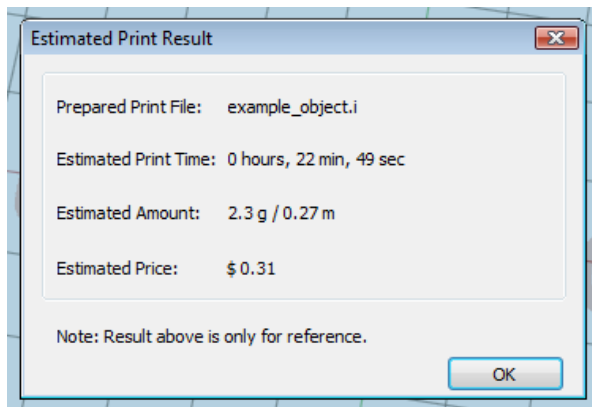 Estimated Print Result
Prepared Print File: example_object.i
Estimated Print Time: 0 hours, 22 min, 49 sec
Estimated Amount: 2.3 g / 0.27 m
Estimated Price: $ 0.31
Note: Result above is only for reference.
OK